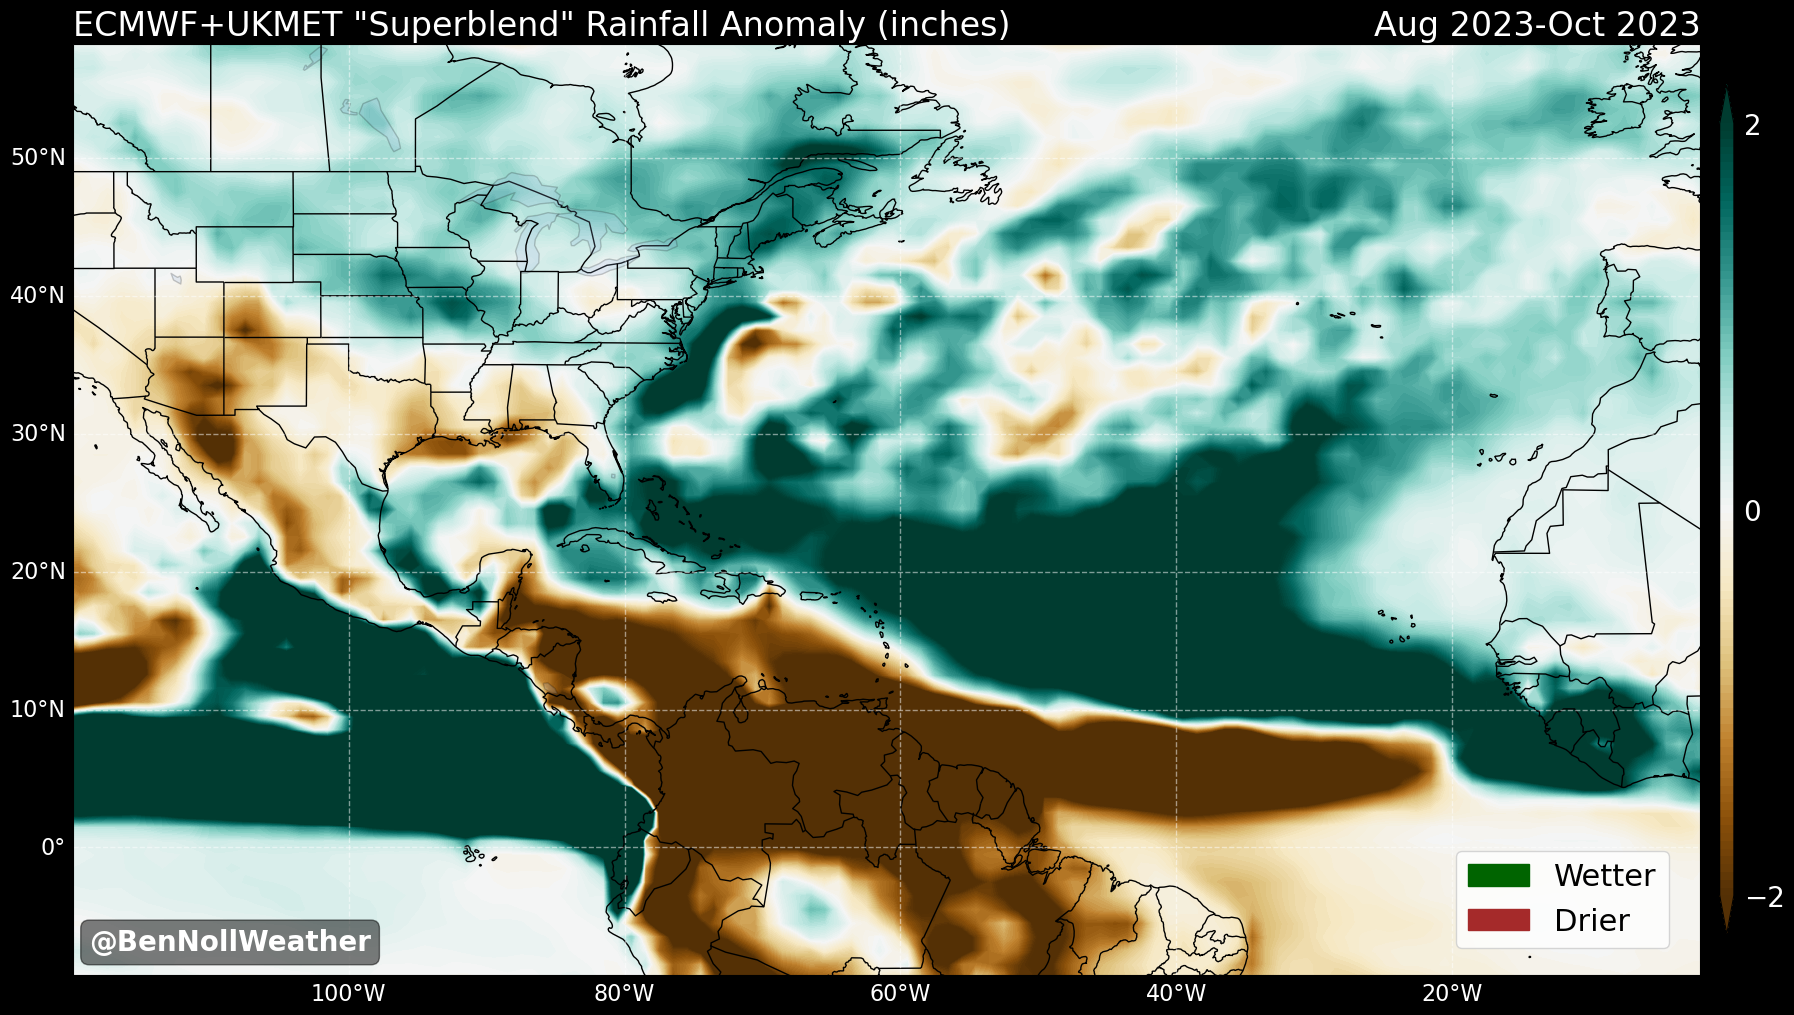 ECMWF+UKMET "Superblend" Rainfall Anomaly (inches)
Aug 2023-Oct 2023
50°N
40°N
30°N
20°N
10°N
0°
100°W
80°W
60°W
40°W
20°W
2
0
−2
Wetter
Drier
@BenNollWeather